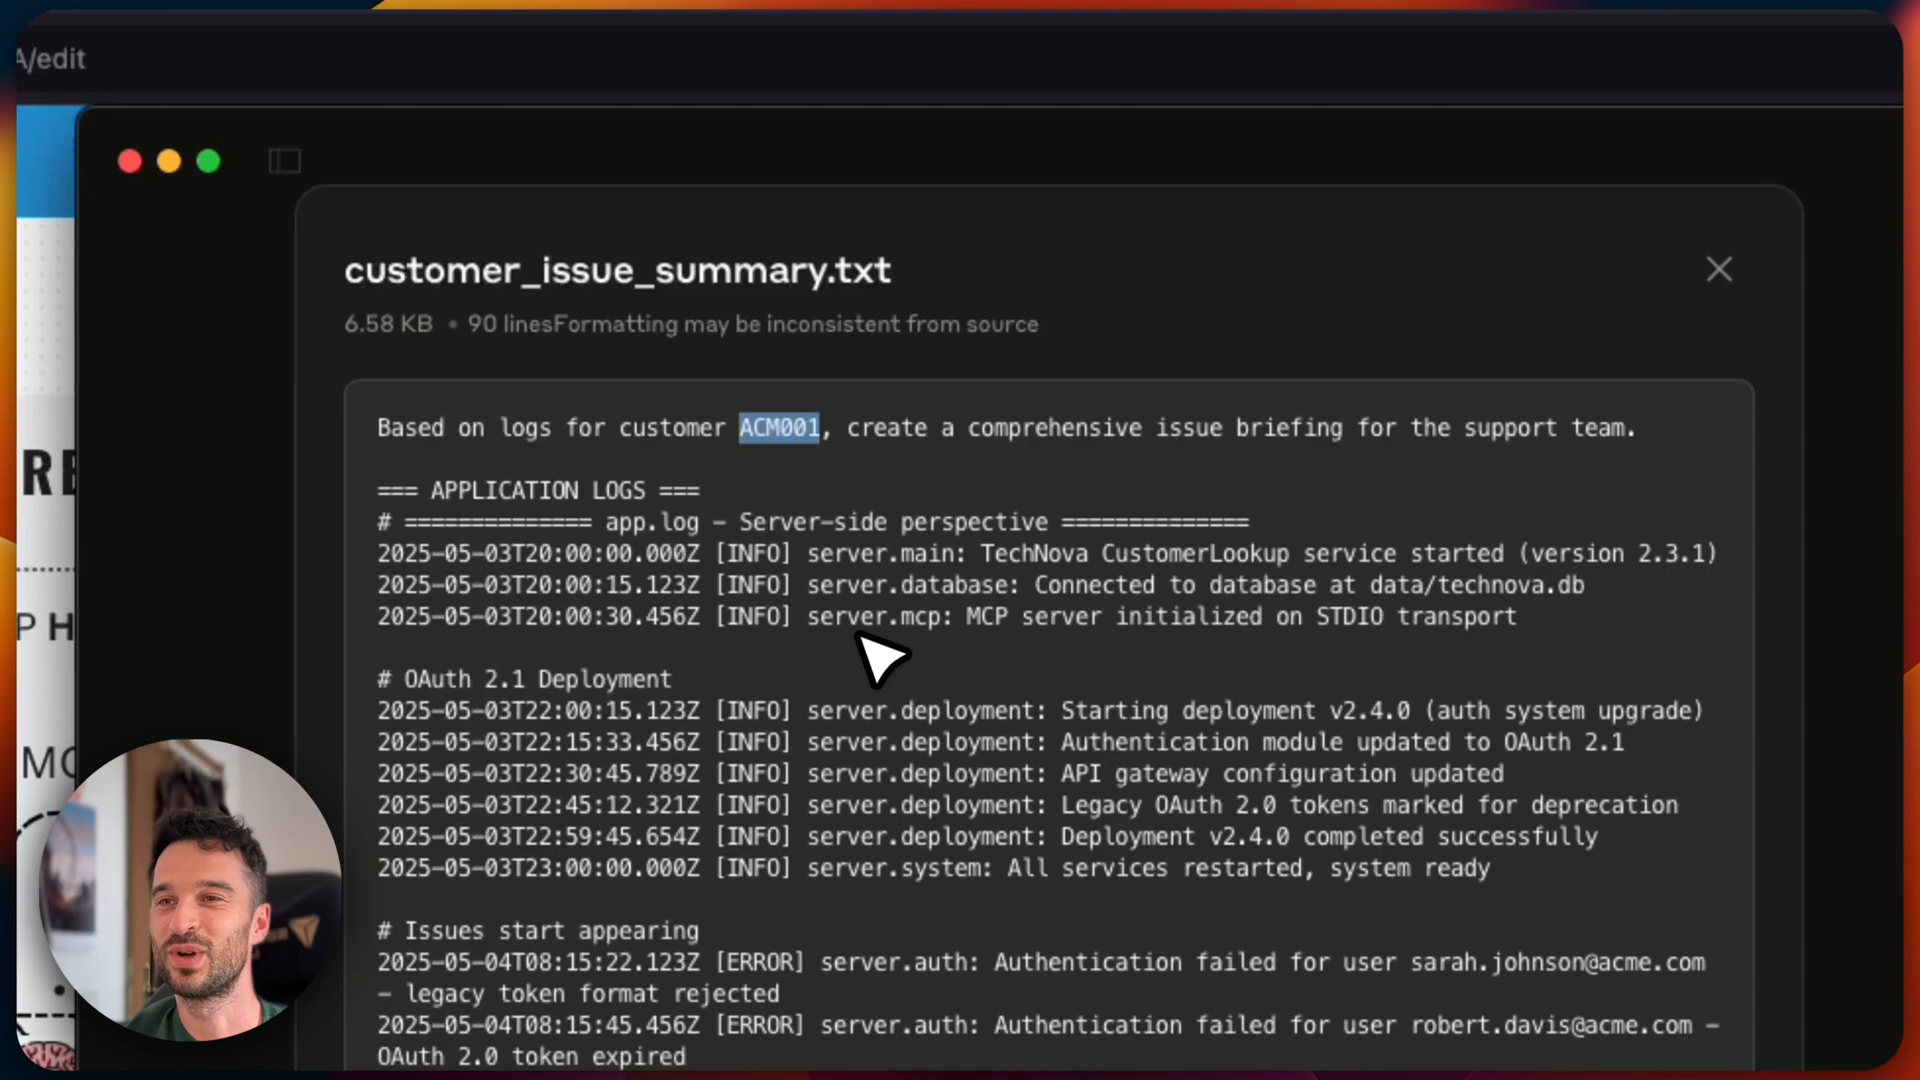 A/edit
customer_issue_summary.txt
6.58 KB • 90 linesFormatting may be inconsistent from source
Based on logs for customer ACM001, create a comprehensive issue briefing for the support team.
=== APPLICATION LOGS ===
# ============== app.log – Server-side perspective ==============
2025-05-03T20:00:00.000Z [INFO] server.main: TechNova CustomerLookup service started (version 2.3.1)
2025-05-03T20:00:15.123Z [INFO] server.database: Connected to database at data/technova.db
2025-05-03T20:00:30.456Z [INFO] server.mcp: MCP server initialized on STDIO transport
# OAuth 2.1 Deployment
2025-05-03T22:00:15.123Z [INFO] server.deployment: Starting deployment v2.4.0 (auth system upgrade)
2025-05-03T22:15:33.456Z [INFO] server.deployment: Authentication module updated to OAuth 2.1
2025-05-03T22:30:45.789Z [INFO] server.deployment: API gateway configuration updated
2025-05-03T22:45:12.321Z [INFO] server.deployment: Legacy OAuth 2.0 tokens marked for deprecation
2025-05-03T22:59:45.654Z [INFO] server.deployment: Deployment v2.4.0 completed successfully
2025-05-03T23:00:00.000Z [INFO] server.system: All services restarted, system ready
# Issues start appearing
2025-05-04T08:15:22.123Z [ERROR] server.auth: Authentication failed for user sarah.johnson@acme.com
– legacy token format rejected
2025-05-04T08:15:45.456Z [ERROR] server.auth: Authentication failed for user robert.davis@acme.com –
OAuth 2.0 token expired